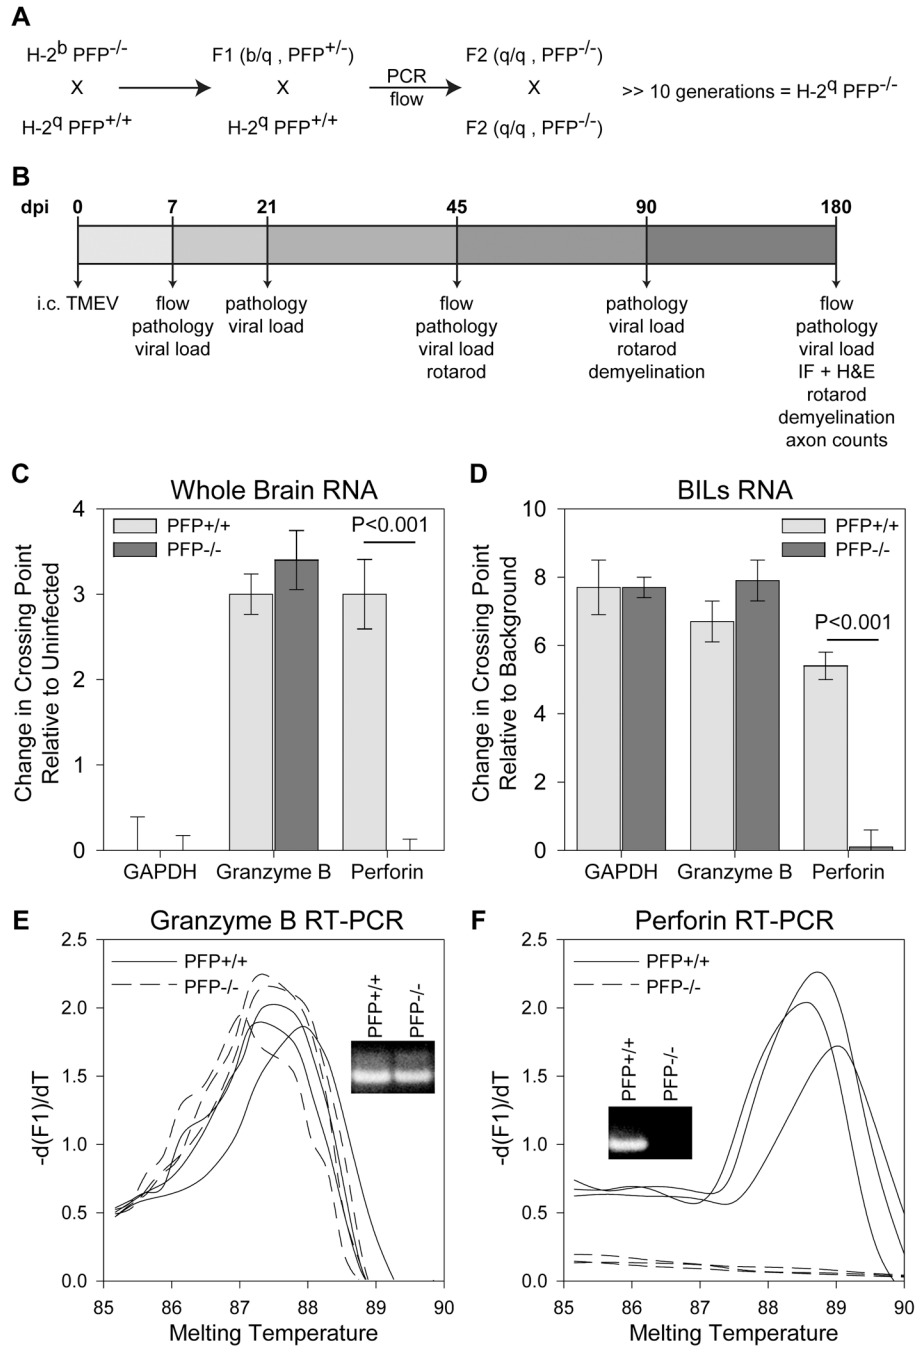 A
H-2b PFP-/-
X
H-2q PFP+/+
F1 (b/q , PFP+/-)
X
H-2q PFP+/+
PCR
flow
F2 (q/q , PFP-/-)
X
F2 (q/q , PFP-/-)
>> 10 generations = H-2q PFP-/-
B
dpi 0 7 21 45 90 180
i.c. TMEV
flow
pathology
viral load
pathology
viral load
flow
pathology
viral load
rotarod
pathology
viral load
rotarod
demyelination
flow
pathology
viral load
IF + H&E
rotarod
demyelination
axon counts
C
Whole Brain RNA
PFP+/+
PFP-/-
P<0.001
Change in Crossing Point
Relative to Uninfected
4
3
2
1
0
GAPDH Granzyme B Perforin
D
BILs RNA
PFP+/+
PFP-/-
P<0.001
Change in Crossing Point
Relative to Background
10
8
6
4
2
0
GAPDH Granzyme B Perforin
E
Granzyme B RT-PCR
PFP+/+
PFP-/-
PFP+/+
PFP-/-
-d(F1)/dT
2.5
2.0
1.5
1.0
0.5
0.0
85 86 87 88 89 90
Melting Temperature
F
Perforin RT-PCR
PFP+/+
PFP-/-
PFP+/+
PFP-/-
-d(F1)/dT
2.5
2.0
1.5
1.0
0.5
0.0
85 86 87 88 89 90
Melting Temperature